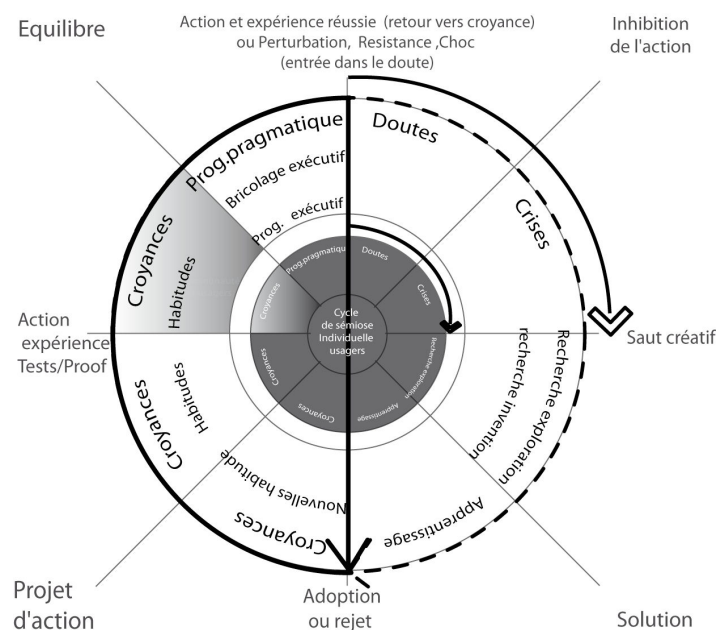 Equilibre
Action et expérience réussie (retour vers croyance)
ou Perturbation, Resistance ,Choc
(entrée dans le doute)
Inhibition
de l'action
Prog.pragmatique
Bricolage exécutif
Prog. exécutif
Doutes
Crises
Croyances
Habitudes
Prog.pragmatique
Doutes
Croyances
Crises
Cycle
de sémiose
Individuelle
usagers
Action
expérience
Tests/Proof
Saut créatif
Croyances
Habitudes
Croyances
Croyances
Apprentissage
Recherche exploration
Recherche exploration
recherche invention
Nouvelles habitude
Croyances
Apprentissage
Projet
d'action
Adoption
ou rejet
Solution